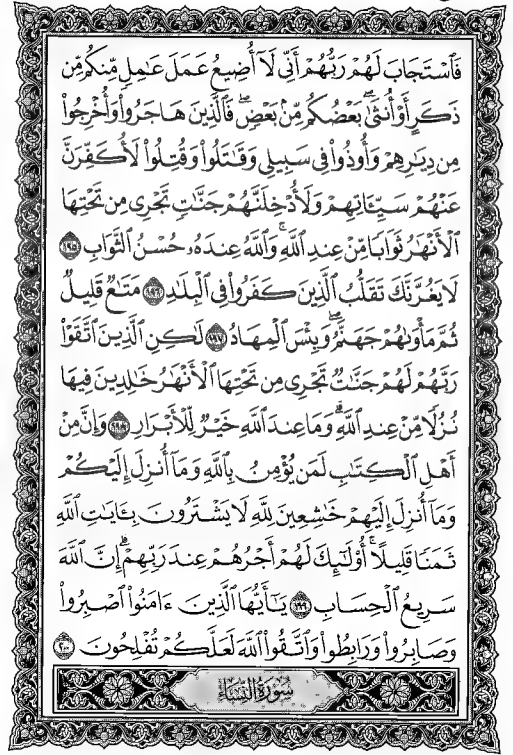 فَٱسْتَجَابَ لَهُمْ رَبُّهُمْ أَنِّى لَآ أُضِيعُ عَمَلَ عَٰمِلٍ مِّنكُم مِّن
ذَكَرٍ أَوْ أُنثَىٰ ۖ بَعْضُكُم مِّنۢ بَعْضٍ ۖ فَٱلَّذِينَ هَاجَرُوا۟ وَأُخْرِجُوا۟
مِن دِيَٰرِهِمْ وَأُوذُوا۟ فِى سَبِيلِى وَقَٰتَلُوا۟ وَقُتِلُوا۟ لَأُكَفِّرَنَّ
عَنْهُمْ سَيِّـَٔاتِهِمْ وَلَأُدْخِلَنَّهُمْ جَنَّٰتٍ تَجْرِى مِن تَحْتِهَا
ٱلْأَنْهَٰرُ ثَوَابًا مِّنْ عِندِ ٱللَّهِ ۗ وَٱللَّهُ عِندَهُۥ حُسْنُ ٱلثَّوَابِ ١٩٥
لَا يَغُرَّنَّكَ تَقَلُّبُ ٱلَّذِينَ كَفَرُوا۟ فِى ٱلْبِلَٰدِ ١٩٦ مَتَٰعٌ قَلِيلٌ
ثُمَّ مَأْوَىٰهُمْ جَهَنَّمُ ۚ وَبِئْسَ ٱلْمِهَادُ ١٩٧ لَٰكِنِ ٱلَّذِينَ ٱتَّقَوْا۟
رَبَّهُمْ لَهُمْ جَنَّٰتٌ تَجْرِى مِن تَحْتِهَا ٱلْأَنْهَٰرُ خَٰلِدِينَ فِيهَا
نُزُلًا مِّنْ عِندِ ٱللَّهِ ۗ وَمَا عِندَ ٱللَّهِ خَيْرٌ لِّلْأَبْرَارِ ١٩٨ وَإِنَّ مِنْ
أَهْلِ ٱلْكِتَٰبِ لَمَن يُؤْمِنُ بِٱللَّهِ وَمَآ أُنزِلَ إِلَيْكُمْ
وَمَآ أُنزِلَ إِلَيْهِمْ خَٰشِعِينَ لِلَّهِ لَا يَشْتَرُونَ بِـَٔايَٰتِ ٱللَّهِ
ثَمَنًا قَلِيلًا ۗ أُو۟لَٰٓئِكَ لَهُمْ أَجْرُهُمْ عِندَ رَبِّهِمْ ۗ إِنَّ ٱللَّهَ
سَرِيعُ ٱلْحِسَابِ ١٩٩ يَٰٓأَيُّهَا ٱلَّذِينَ ءَامَنُوا۟ ٱصْبِرُوا۟
وَصَابِرُوا۟ وَرَابِطُوا۟ وَٱتَّقُوا۟ ٱللَّهَ لَعَلَّكُمْ تُفْلِحُونَ ٢٠٠
سُورَةُ النِّسَاءِ